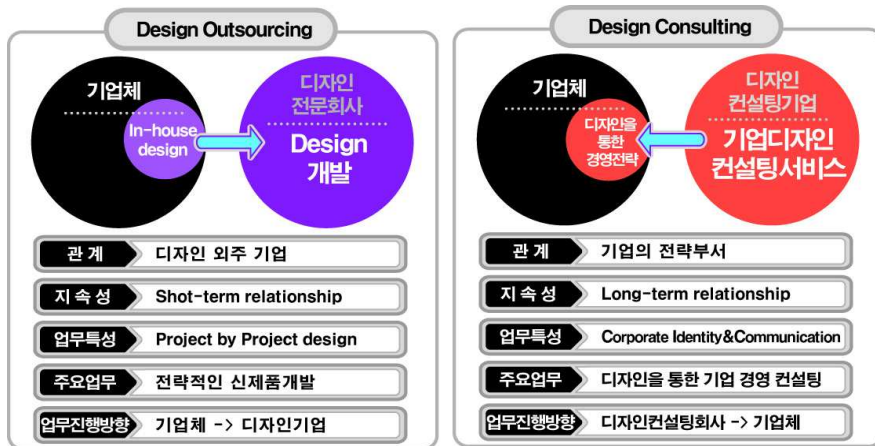 Design Outsourcing
기업체
In-house
design
디자인
전문회사
Design
개발
관 계 디자인 외주 기업
지 속 성 Shot-term relationship
업무특성 Project by Project design
주요업무 전략적인 신제품개발
업무진행방향 기업체 -> 디자인기업
Design Consulting
기업체
디자인을
통한
경영전략
디자인
컨설팅기업
기업디자인
컨설팅서비스
관 계 기업의 전략부서
지 속 성 Long-term relationship
업무특성 Corporate Identity&Communication
주요업무 디자인을 통한 기업 경영 컨설팅
업무진행방향 디자인컨설팅회사 -> 기업체